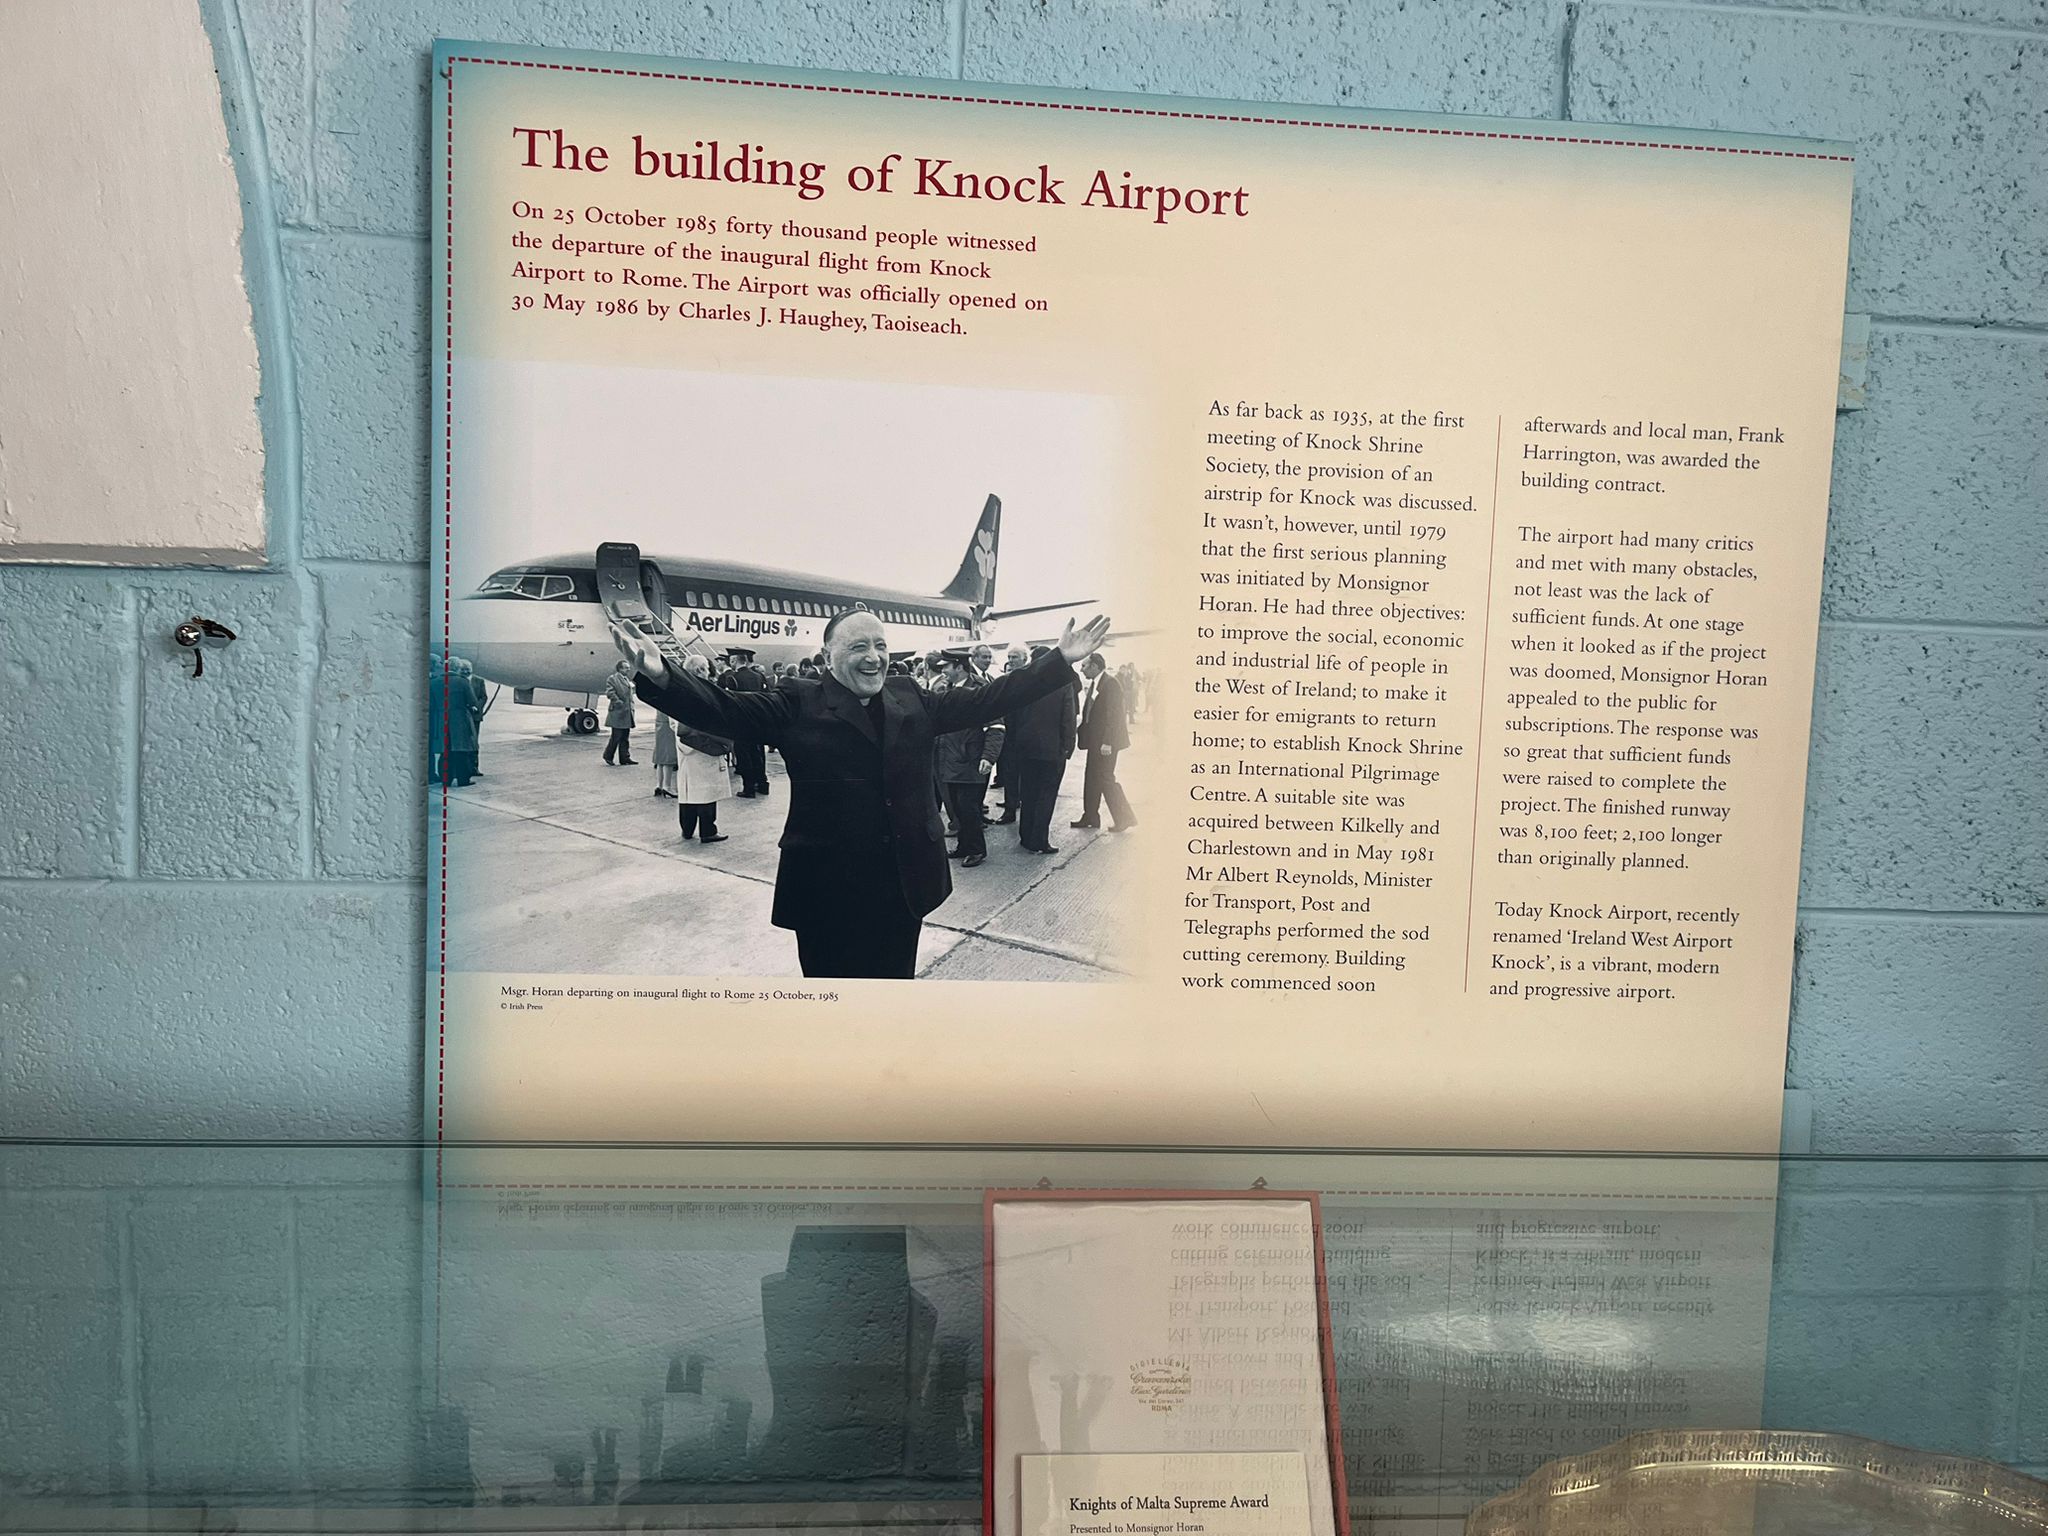 The building of Knock Airport
On 25 October 1985 forty thousand people witnessed
the departure of the inaugural flight from Knock
Airport to Rome. The Airport was officially opened on
30 May 1986 by Charles J. Haughey, Taoiseach.
St Eunan
Aer Lingus
Msgr. Horan departing on inaugural flight to Rome 25 October, 1985
© Irish Press
As far back as 1935, at the first
meeting of Knock Shrine
Society, the provision of an
airstrip for Knock was discussed.
It wasn't, however, until 1979
that the first serious planning
was initiated by Monsignor
Horan. He had three objectives:
to improve the social, economic
and industrial life of people in
the West of Ireland; to make it
easier for emigrants to return
home; to establish Knock Shrine
as an International Pilgrimage
Centre. A suitable site was
acquired between Kilkelly and
Charlestown and in May 1981
Mr Albert Reynolds, Minister
for Transport, Post and
Telegraphs performed the sod
cutting ceremony. Building
work commenced soon
afterwards and local man, Frank
Harrington, was awarded the
building contract.
The airport had many critics
and met with many obstacles,
not least was the lack of
sufficient funds. At one stage
when it looked as if the project
was doomed, Monsignor Horan
appealed to the public for
subscriptions. The response was
so great that sufficient funds
were raised to complete the
project. The finished runway
was 8,100 feet; 2,100 longer
than originally planned.
Today Knock Airport, recently
renamed 'Ireland West Airport
Knock', is a vibrant, modern
and progressive airport.
GIOIELLERIA
ROMA
Knights of Malta Supreme Award
Presented to Monsignor Horan